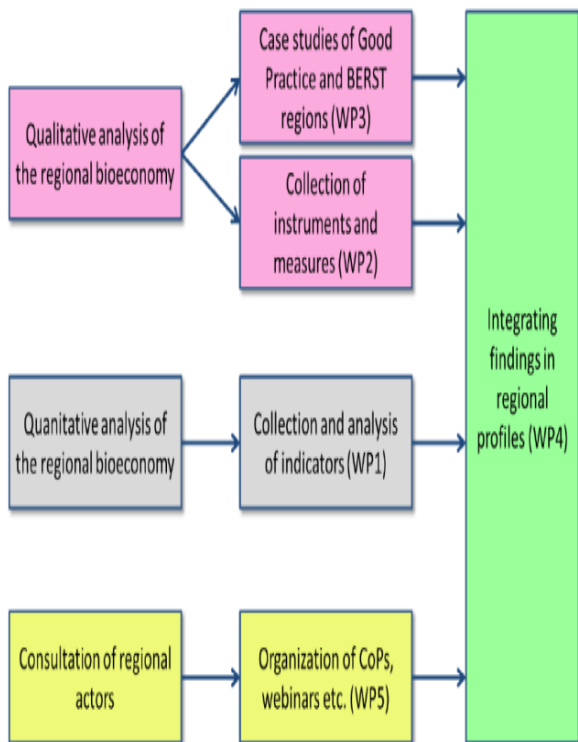 Case studies of Good
Practice and BERST
regions (WP3)
Qualitative analysis of
the regional bioeconomy
Collection of
instruments and
measures (WP2)
Integrating
findings in
regional
profiles (WP4)
Quanitative analysis of
the regional bioeconomy
Collection and analysis
of indicators (WP1)
Consultation of regional
actors
Organization of CoPs,
webinars etc. (WP5)